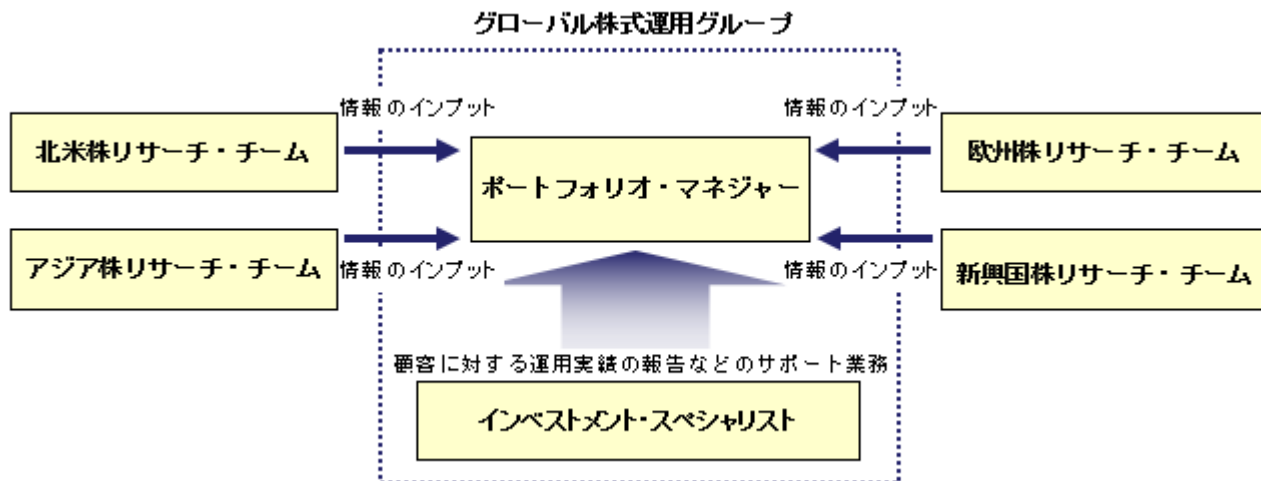 グローバル株式運用グループ
情報のインプット
情報のインプット
北米株リサーチ・チーム
欧州株リサーチ・チーム
ポートフォリオ・マネジャー
アジア株リサーチ・チーム
情報のインプット
情報のインプット
新興国株リサーチ・チーム
顧客に対する運用実績の報告などのサポート業務
インベストメント・スペシャリスト